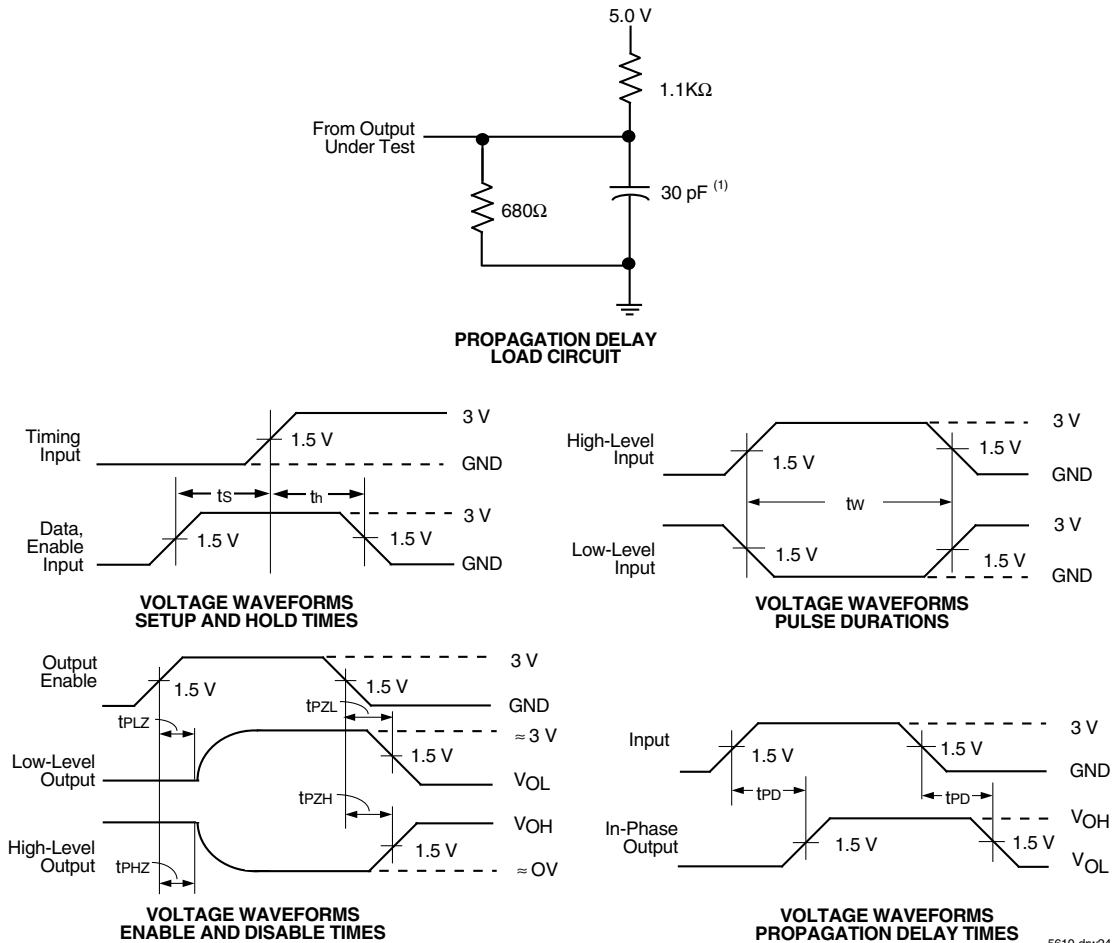 5.0 V
1.1KΩ
From Output
Under Test
30 pF (1)
680Ω
PROPAGATION DELAY
LOAD CIRCUIT
Timing
Input
3 V
1.5 V
GND
tS
th
Data,
Enable
Input
3 V
1.5 V
1.5 V
GND
VOLTAGE WAVEFORMS
SETUP AND HOLD TIMES
High-Level
Input
3 V
1.5 V
1.5 V
GND
tW
Low-Level
Input
3 V
1.5 V
1.5 V
GND
VOLTAGE WAVEFORMS
PULSE DURATIONS
Output
Enable
3 V
1.5 V
1.5 V
GND
tPLZ
tPZL
Low-Level
Output
≈ 3 V
1.5 V
VOL
tPZH
High-Level
Output
VOH
1.5 V
tPHZ
≈ OV
VOLTAGE WAVEFORMS
ENABLE AND DISABLE TIMES
Input
3 V
1.5 V
1.5 V
GND
tPD
tPD
In-Phase
Output
VOH
1.5 V
1.5 V
VOL
VOLTAGE WAVEFORMS
PROPAGATION DELAY TIMES